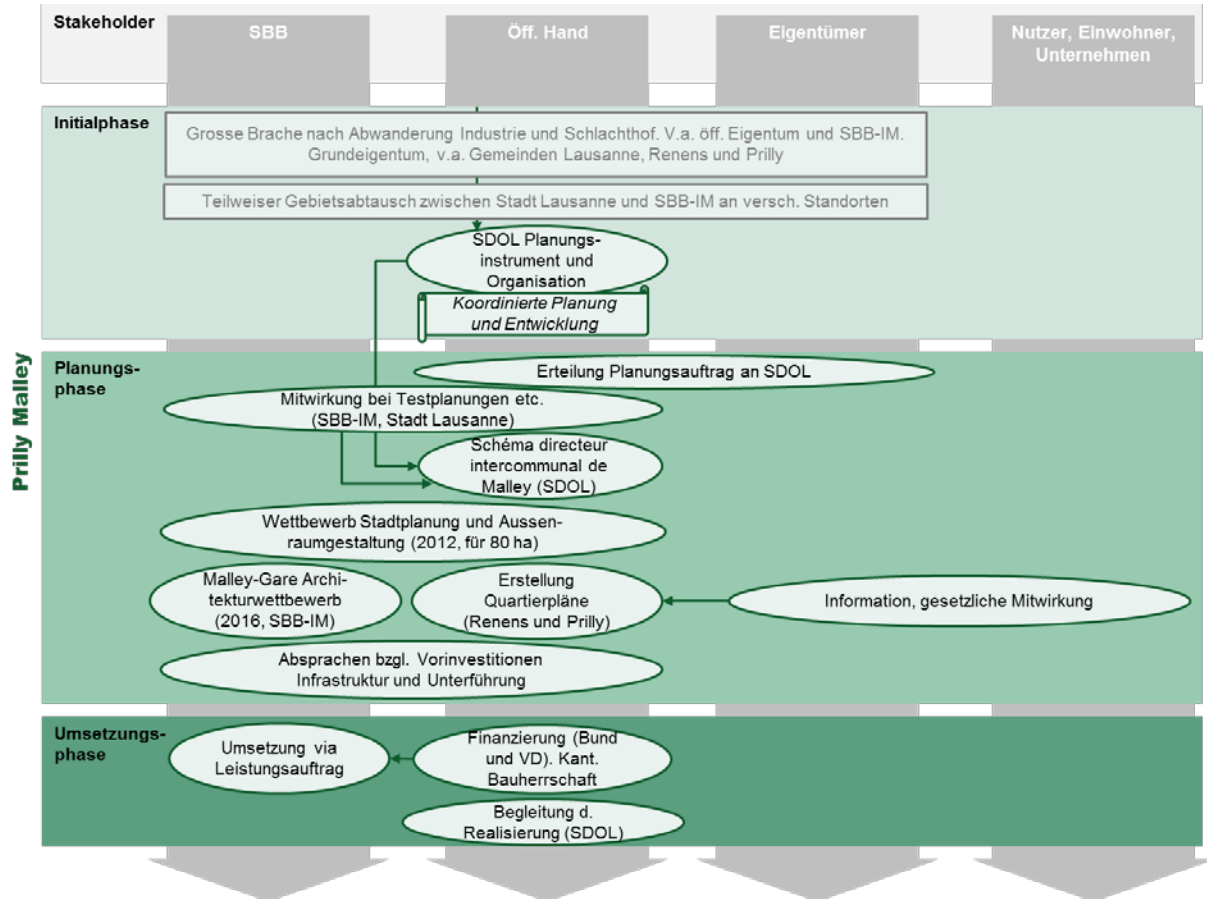 Stakeholder
SBB
Öff. Hand
Eigentümer
Nutzer, Einwohner,
Unternehmen
Prilly Malley
Initialphase
Grosse Brache nach Abwanderung Industrie und Schlachthof. V.a. öff. Eigentum und SBB-IM.
Grundeigentum, v.a. Gemeinden Lausanne, Renens und Prilly
Teilweiser Gebietsabtausch zwischen Stadt Lausanne und SBB-IM an versch. Standorten
SDOL Planungs-
instrument und
Organisation
Koordinierte Planung
und Entwicklung
Planungs-
phase
Erteilung Planungsauftrag an SDOL
Mitwirkung bei Testplanungen etc.
(SBB-IM, Stadt Lausanne)
Schéma directeur
intercommunal de
Malley (SDOL)
Wettbewerb Stadtplanung und Aussen-
raumgestaltung (2012, für 80 ha)
Malley-Gare Archi-
tekturwettbewerb
(2016, SBB-IM)
Erstellung
Quartierpläne
(Renens und Prilly)
Information, gesetzliche Mitwirkung
Absprachen bzgl. Vorinvestitionen
Infrastruktur und Unterführung
Umsetzungs-
phase
Umsetzung via
Leistungsauftrag
Finanzierung (Bund
und VD). Kant.
Bauherrschaft
Begleitung d.
Realisierung (SDOL)